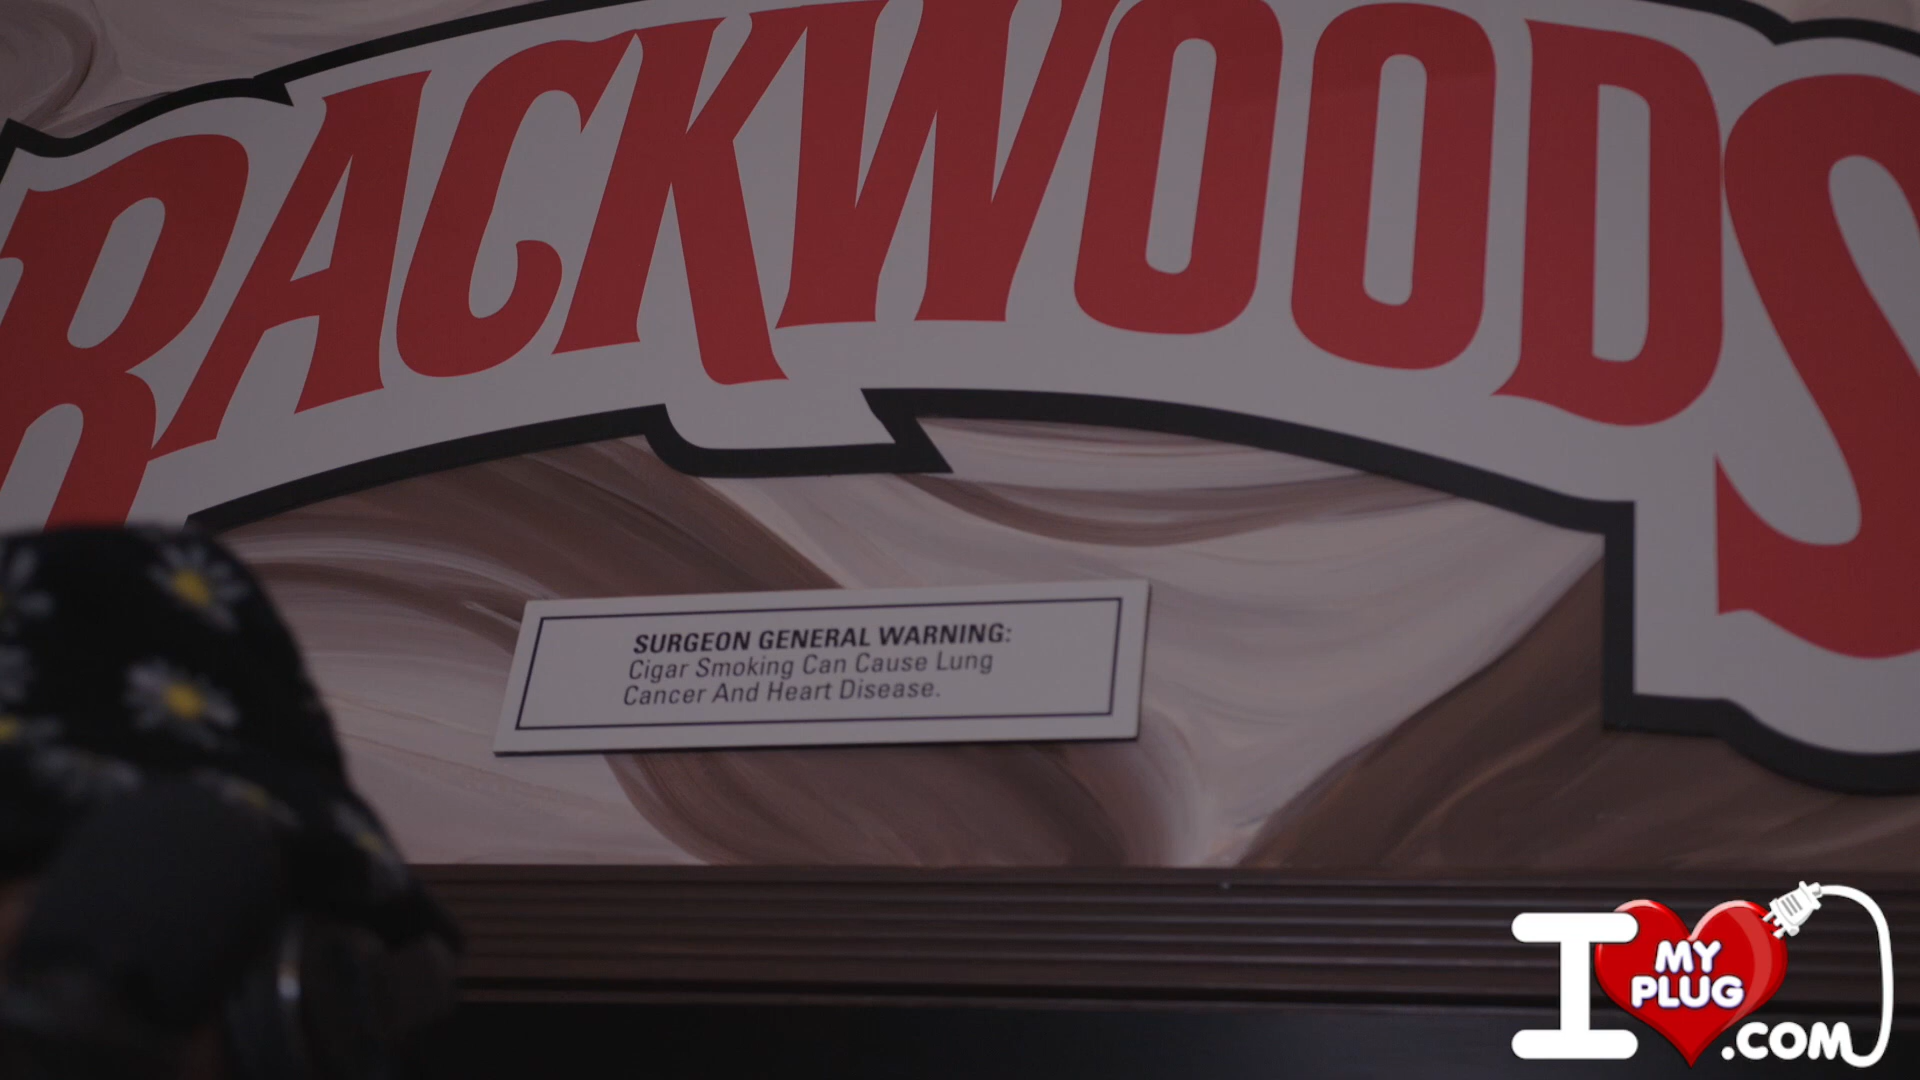 BACKWOODS
SURGEON GENERAL WARNING:
Cigar Smoking Can Cause Lung
Cancer And Heart Disease.
I MY
PLUG
.COM